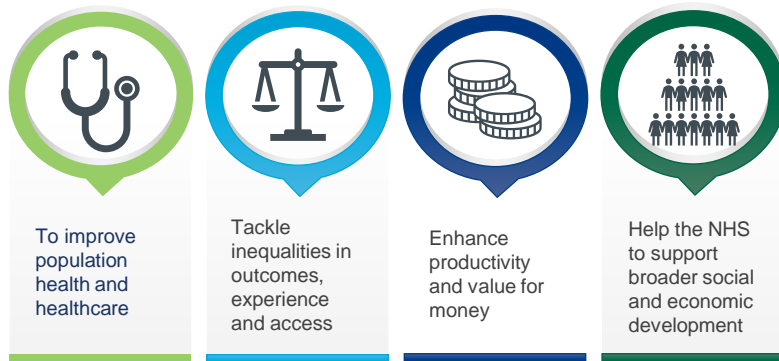 To improve
population
health and
healthcare
Tackle
inequalities in
outcomes,
experience
and access
Enhance
productivity
and value for
money
Help the NHS
to support
broader social
and economic
development